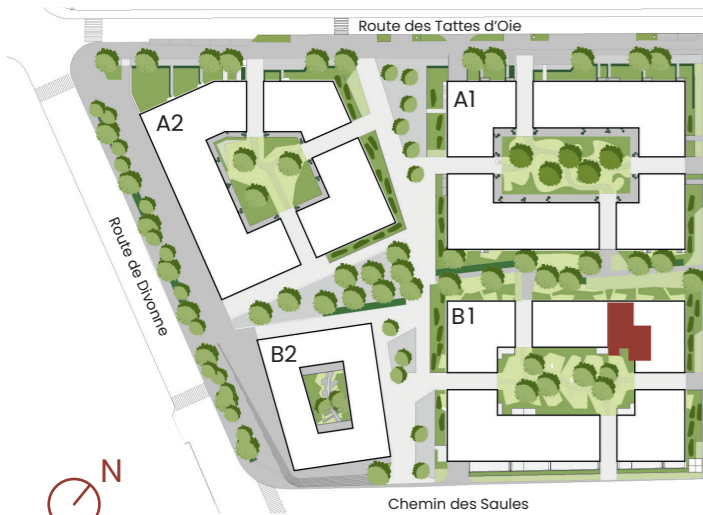 Route des Tattes d'Oie
A2
A1
Route de Divonne
B1
B2
N
Chemin des Saules